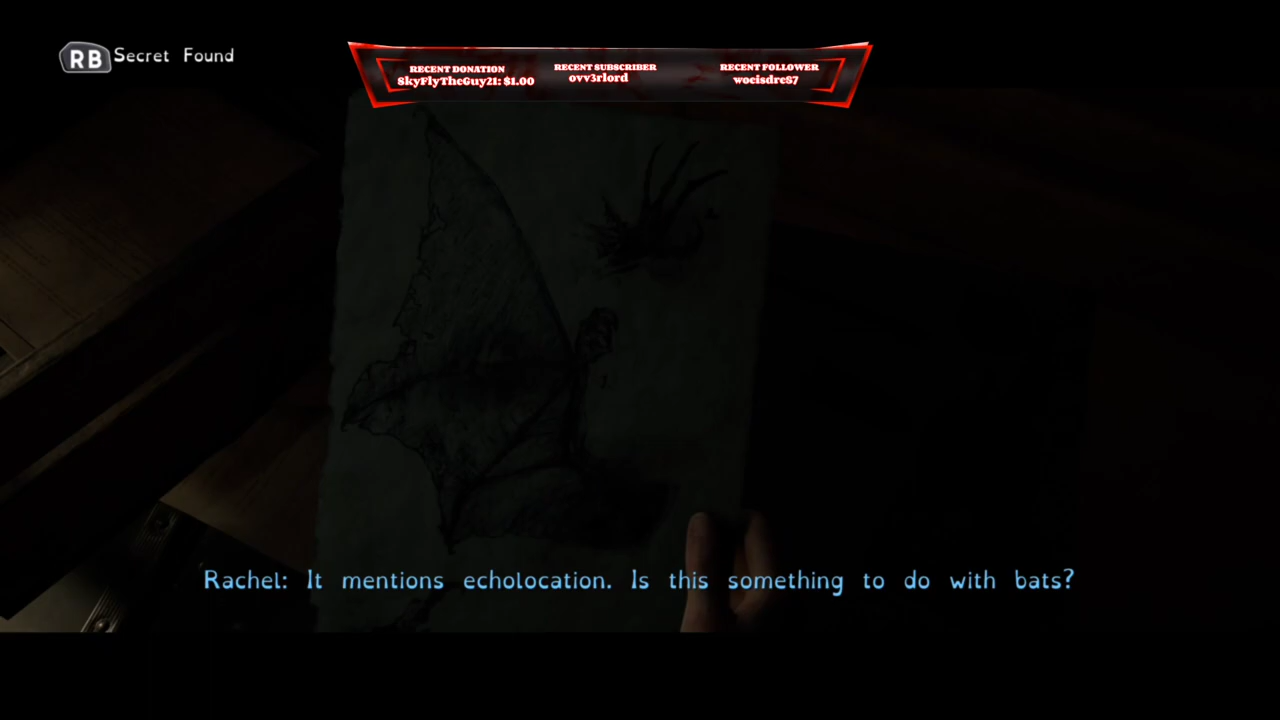 RB Secret Found
RECENT DONATION
SkyFlyTheGuy21: $1.00
RECENT SUBSCRIBER
ovv3rlord
RECENT FOLLOWER
woeisdre87
Rachel: It mentions echolocation. Is this something to do with bats?